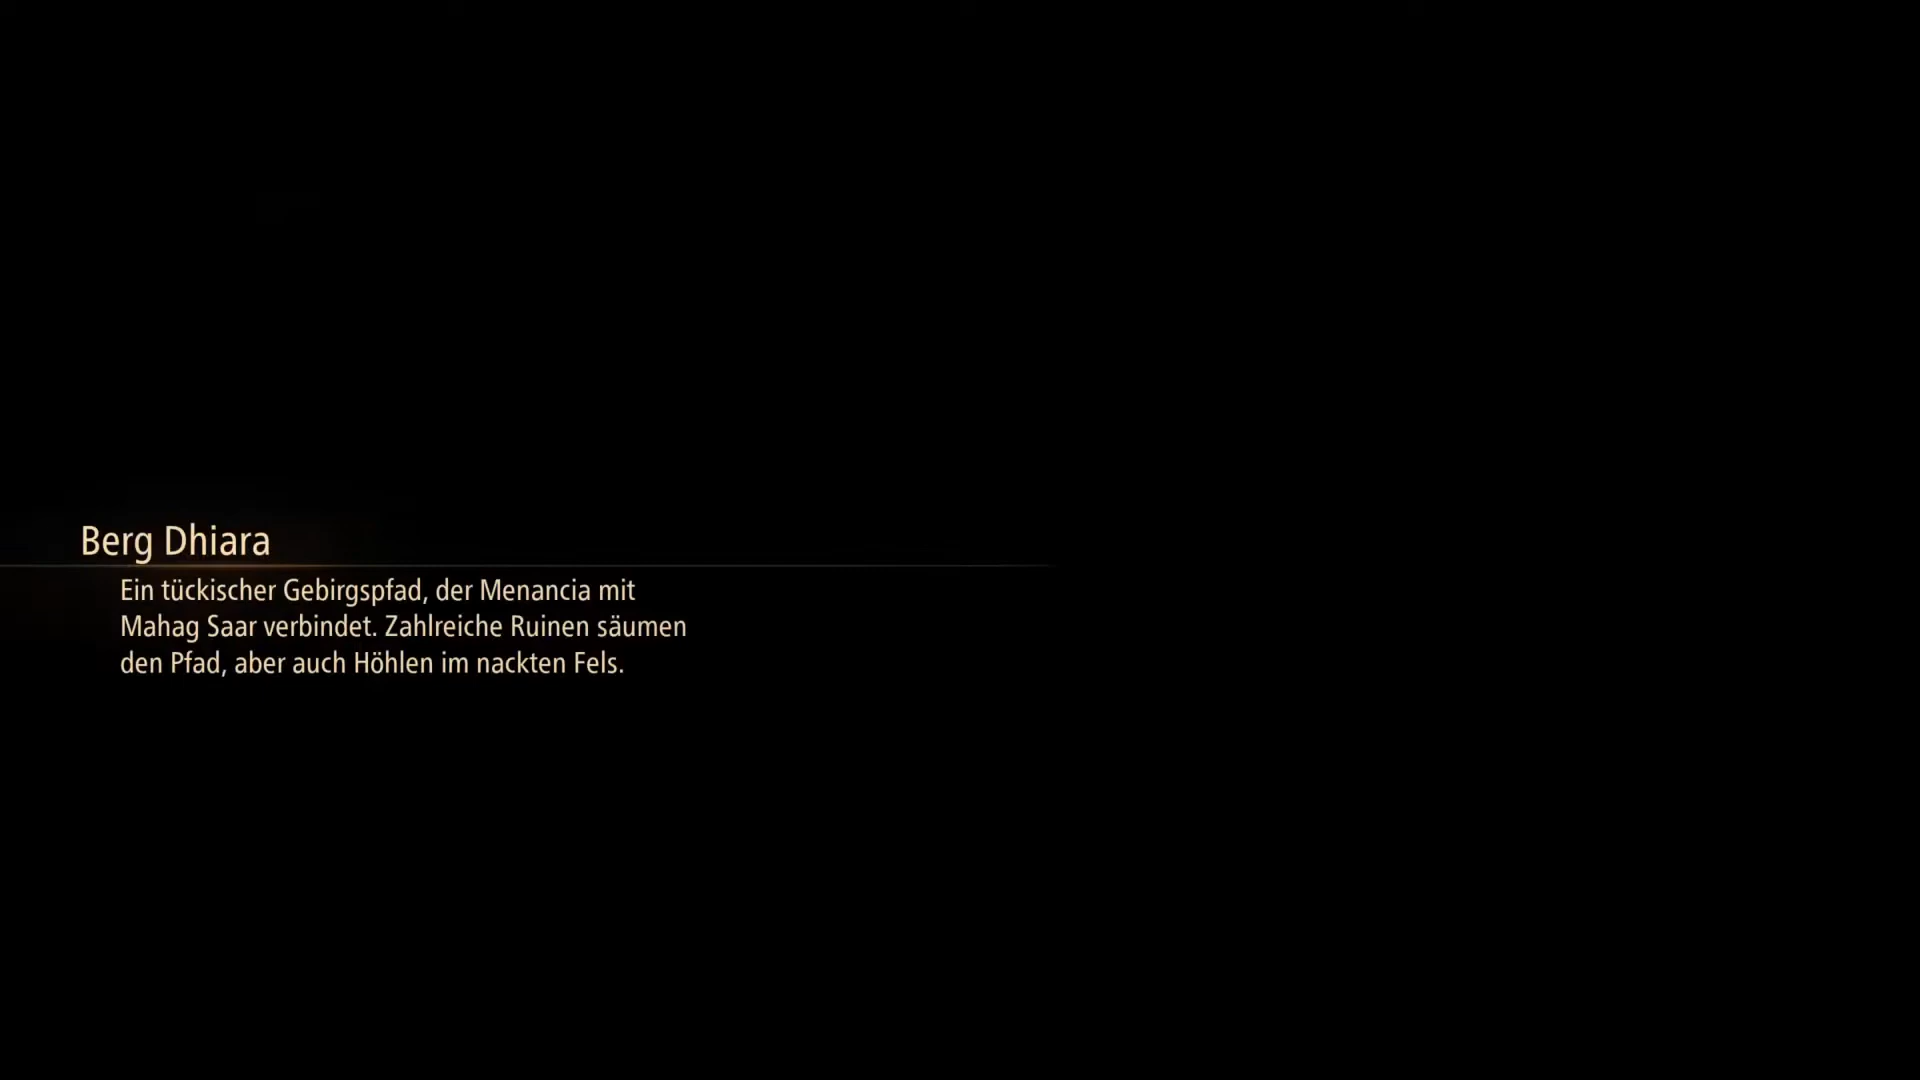 Berg Dhiara
Ein tückischer Gebirgspfad, der Menancia mit
Mahag Saar verbindet. Zahlreiche Ruinen säumen
den Pfad, aber auch Höhlen im nackten Fels.